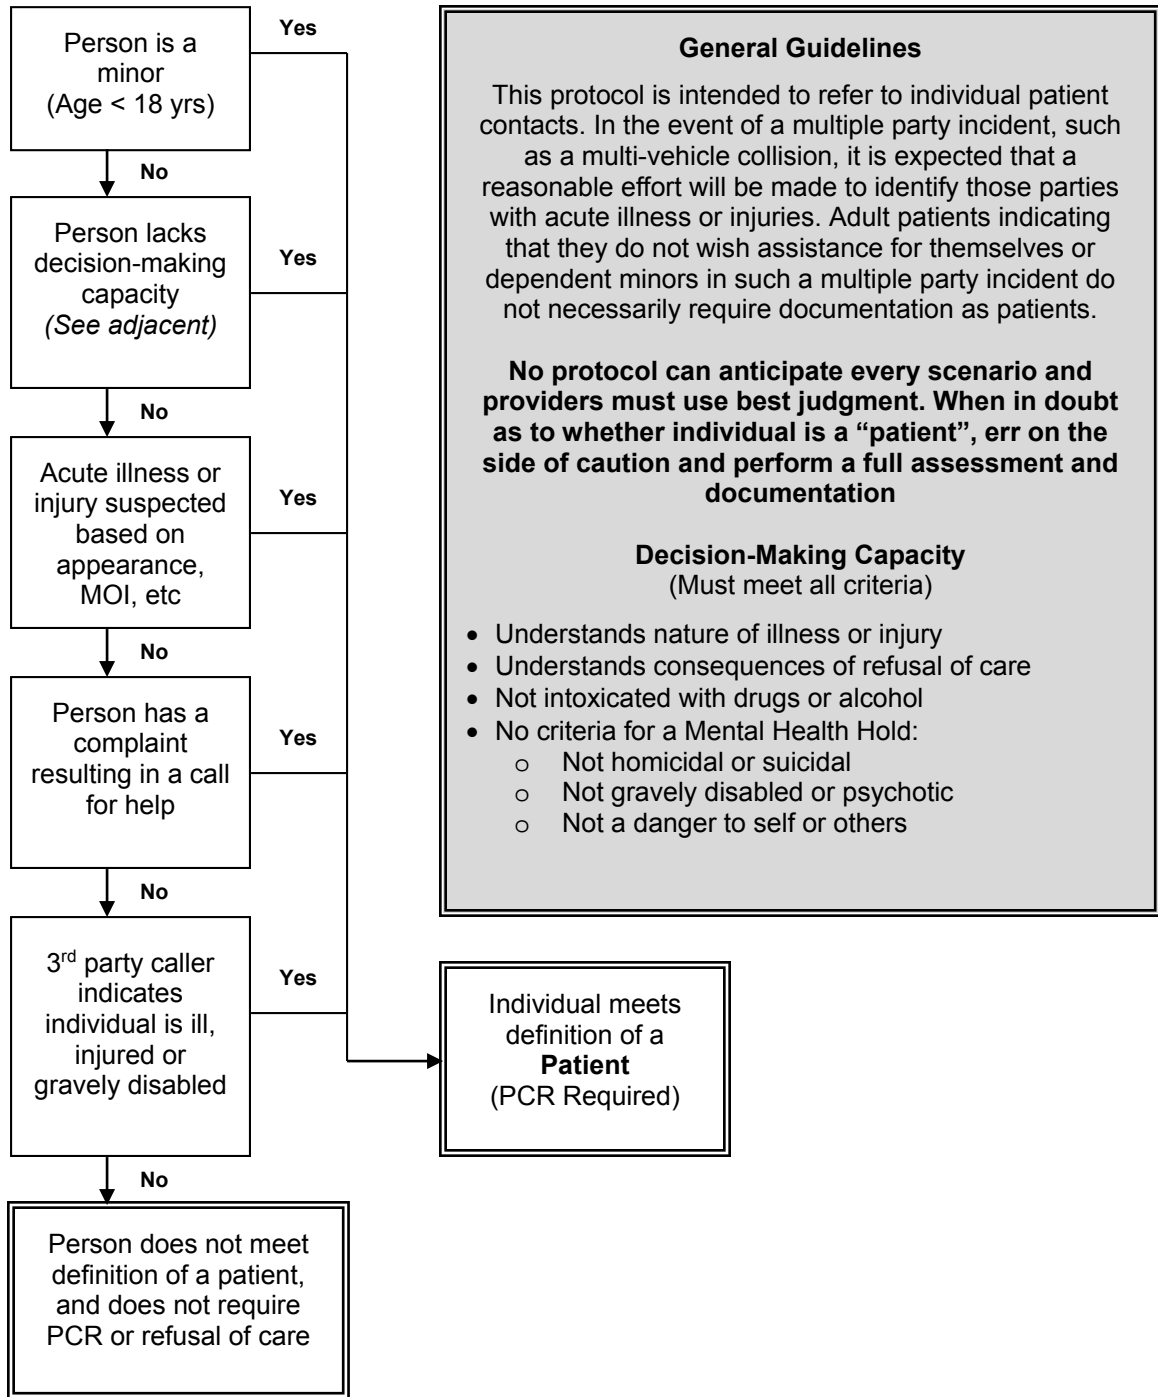 Person is a
minor
(Age < 18 yrs)
Yes
No
Person lacks
decision-making
capacity
(See adjacent)
Yes
No
Acute illness or
injury suspected
based on
appearance,
MOI, etc
Yes
No
Person has a
complaint
resulting in a call
for help
Yes
No
3rd party caller
indicates
individual is ill,
injured or
gravely disabled
Yes
No
Person does not meet
definition of a patient,
and does not require
PCR or refusal of care
Individual meets
definition of a
Patient
(PCR Required)
General Guidelines
This protocol is intended to refer to individual patient
contacts. In the event of a multiple party incident, such
as a multi-vehicle collision, it is expected that a
reasonable effort will be made to identify those parties
with acute illness or injuries. Adult patients indicating
that they do not wish assistance for themselves or
dependent minors in such a multiple party incident do
not necessarily require documentation as patients.
No protocol can anticipate every scenario and
providers must use best judgment. When in doubt
as to whether individual is a “patient”, err on the
side of caution and perform a full assessment and
documentation
Decision-Making Capacity
(Must meet all criteria)
• Understands nature of illness or injury
• Understands consequences of refusal of care
• Not intoxicated with drugs or alcohol
• No criteria for a Mental Health Hold:
o Not homicidal or suicidal
o Not gravely disabled or psychotic
o Not a danger to self or others